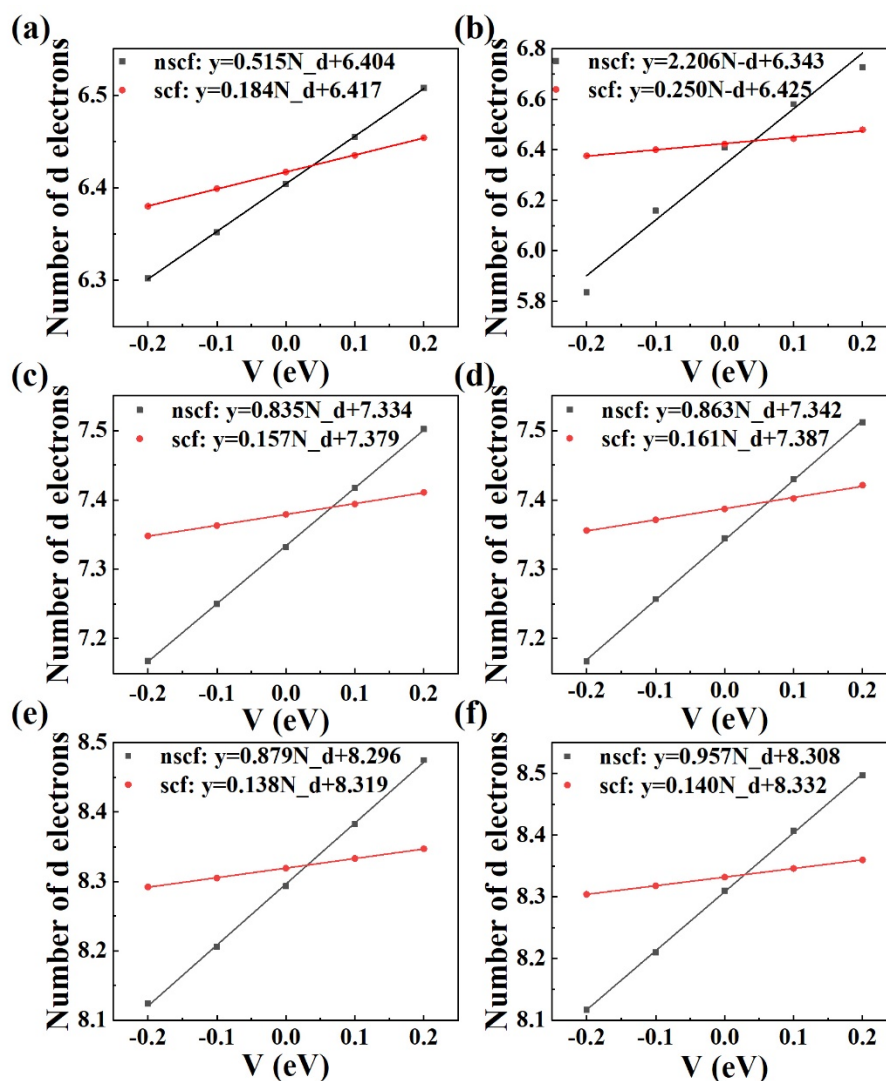 (a)
Number of d electrons
nscf: y=0.515N_d+6.404
scf: y=0.184N_d+6.417
6.5
6.4
6.3
-0.2 -0.1 0.0 0.1 0.2
V (eV)
(b)
Number of d electrons
nscf: y=2.206N-d+6.343
scf: y=0.250N-d+6.425
6.8
6.6
6.4
6.2
6.0
5.8
-0.2 -0.1 0.0 0.1 0.2
V (eV)
(c)
Number of d electrons
nscf: y=0.835N_d+7.334
scf: y=0.157N_d+7.379
7.5
7.4
7.3
7.2
-0.2 -0.1 0.0 0.1 0.2
V (eV)
(d)
Number of d electrons
nscf: y=0.863N_d+7.342
scf: y=0.161N_d+7.387
7.5
7.4
7.3
7.2
-0.2 -0.1 0.0 0.1 0.2
V (eV)
(e)
Number of d electrons
nscf: y=0.879N_d+8.296
scf: y=0.138N_d+8.319
8.5
8.4
8.3
8.2
8.1
-0.2 -0.1 0.0 0.1 0.2
V (eV)
(f)
Number of d electrons
nscf: y=0.957N_d+8.308
scf: y=0.140N_d+8.332
8.5
8.4
8.3
8.2
8.1
-0.2 -0.1 0.0 0.1 0.2
V (eV)